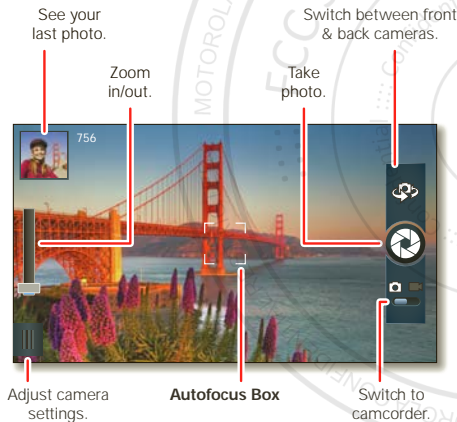 See your
last photo.
Switch between front
& back cameras.
Zoom
in/out.
Take
photo.
756
Adjust camera
settings.
Autofocus Box
Switch to
camcorder.